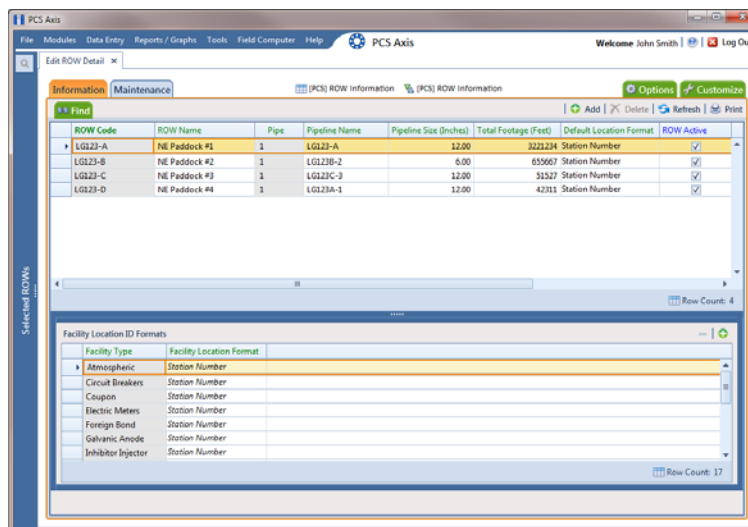 PCS Axis
File Modules Data Entry Reports / Graphs Tools Field Computer Help PCS Axis Welcome John Smith | Log Ou
Edit ROW Detail ×
Information Maintenance [PCS] ROW Information [PCS] ROW Information Options Customize
Find Add | Delete | Refresh | Print
ROW Code ROW Name Pipe Pipeline Name Pipeline Size (Inches) Total Footage (Feet) Default Location Format ROW Active
LG123-A NE Paddock #1 1 LG123-A 12.00 3221234 Station Number
LG123-B NE Paddock #2 1 LG123B-2 6.00 655667 Station Number
LG123-C NE Paddock #3 1 LG123C-3 12.00 51527 Station Number
LG123-D NE Paddock #4 1 LG123A-1 12.00 42311 Station Number
Selected ROWs
Row Count: 4
Facility Location ID Formats
Facility Type Facility Location Format
Atmospheric Station Number
Circuit Breakers Station Number
Coupon Station Number
Electric Meters Station Number
Foreign Bond Station Number
Galvanic Anode Station Number
Inhibitor Injector Station Number
Row Count: 17